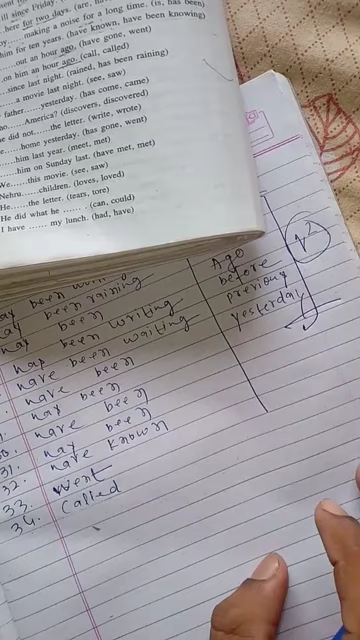 ill since Friday.
here for two days. (are, have been)
making a noise for a long time. (is, has been)
him for ten years. (have known, have been knowing)
out an hour ago. (have gone, went)
on him an hour ago. (call, called)
since last night. (rained, has been raining)
a movie last night. (see, saw)
father......yesterday. (has come, came)
America? (discovers, discovered)
he did not.....the letter. (write, wrote)
home yesterday. (has gone, went)
him last year. (meet, met)
him on Sunday. (have met, met)
We......this movie. (see, saw)
Nehru......children. (loves, loved)
He......the letter. (tears, tore)
He did what he ....... (can, could)
I have ....... my lunch. (had, have)
been
been raining
been
been writing
have been waiting
have been
been
have been
31. been
32. have known
33. went
34. called
Ago
before
previous
yesterday
V²